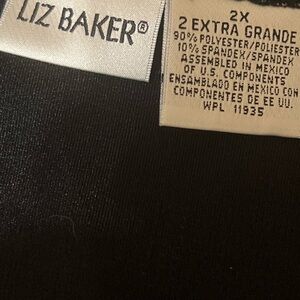 LIZ BAKER®
2X
2 EXTRA GRANDE
90% POLYESTER/POLIESTER
10% SPANDEX/SPANDEX
ASSEMBLED IN MEXICO
OF U.S. COMPONENTS
ENSAMBLADO EN MEXICO CON
COMPONENTES DE EE UU.
WPL 11935